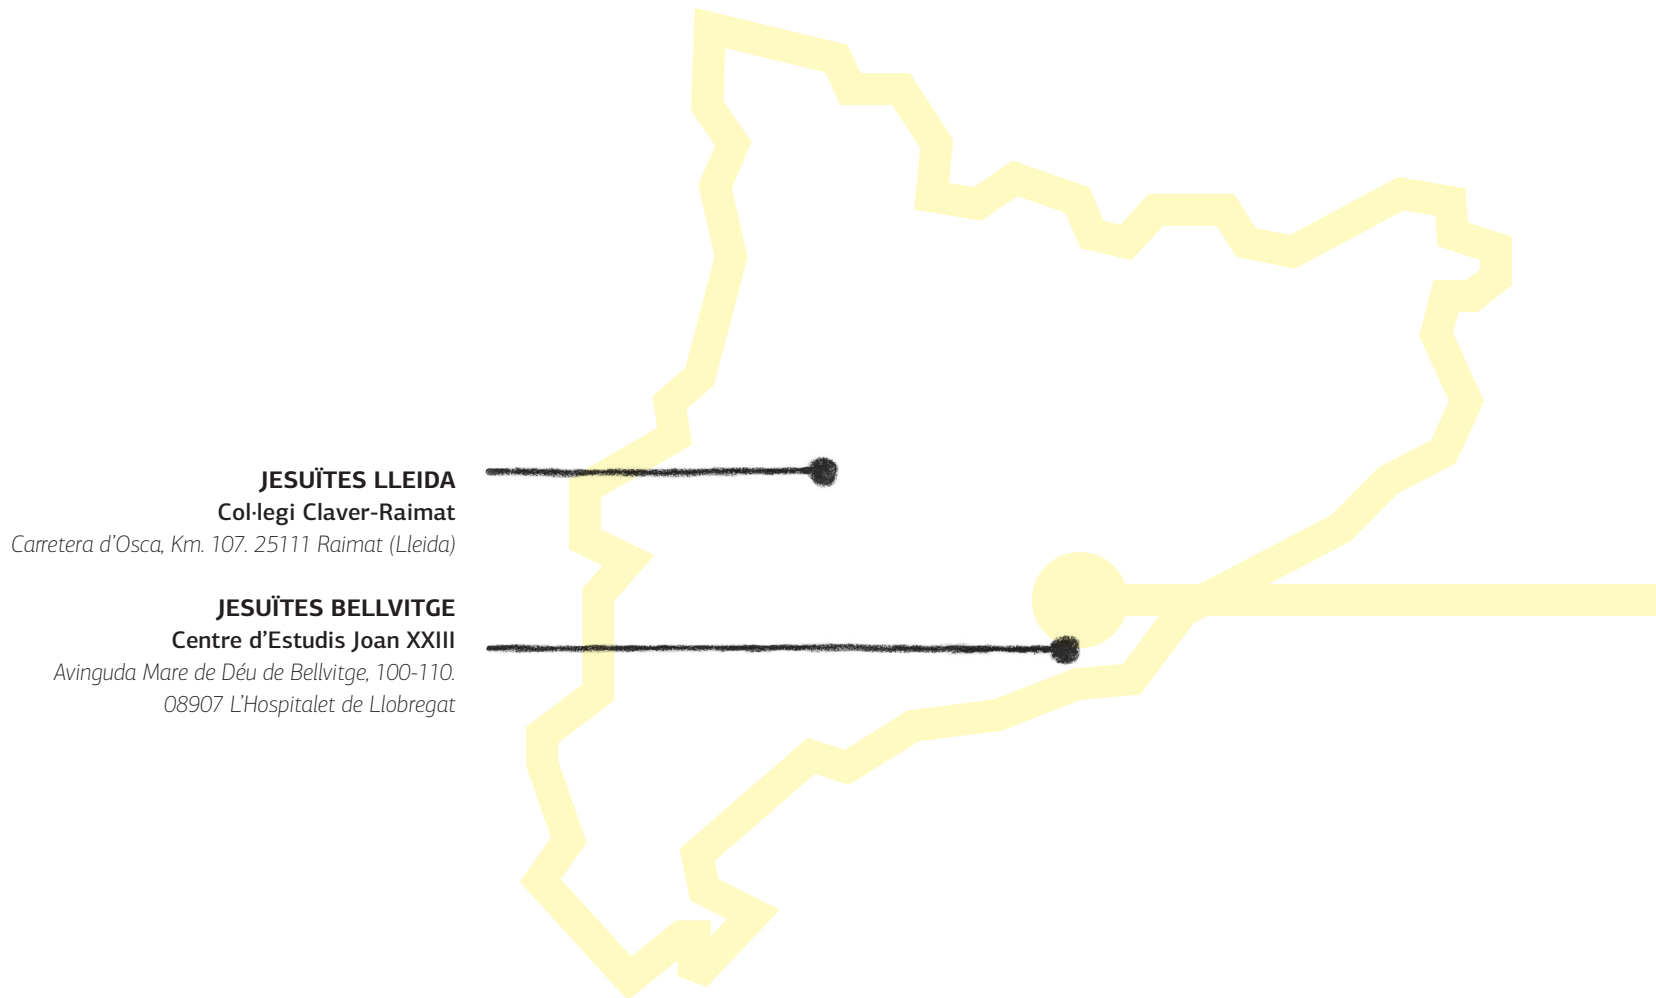 JESUÏTES LLEIDA
Col·legi Claver-Raimat
Carretera d’Osca, Km. 107. 25111 Raimat (Lleida)
JESUÏTES BELLVITGE
Centre d’Estudis Joan XXIII
Avinguda Mare de Déu de Bellvitge, 100-110.
08907 L’Hospitalet de Llobregat